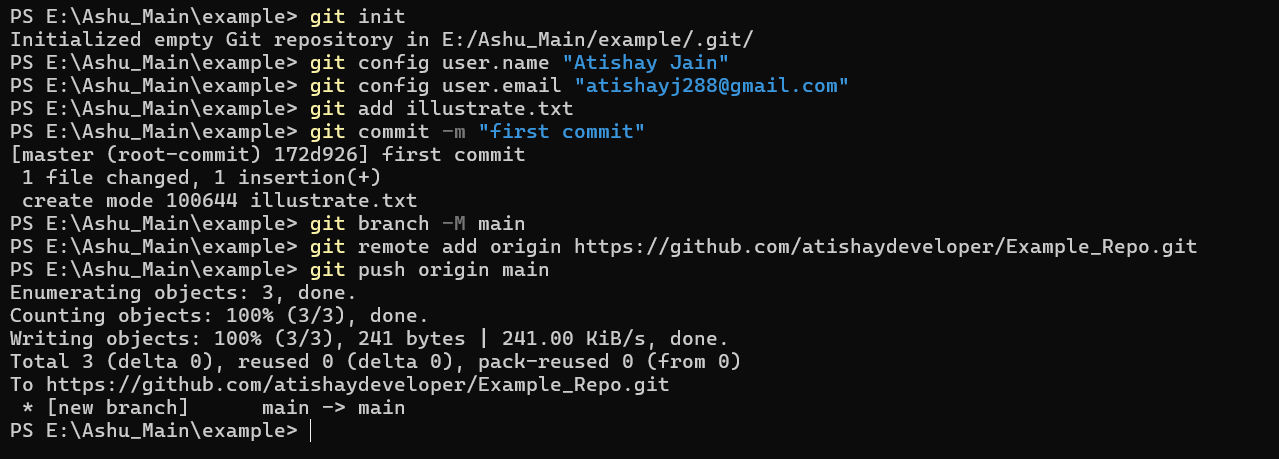 PS E:\Ashu_Main\example> git init
Initialized empty Git repository in E:/Ashu_Main/example/.git/
PS E:\Ashu_Main\example> git config user.name "Atishay Jain"
PS E:\Ashu_Main\example> git config user.email "atishayj288@gmail.com"
PS E:\Ashu_Main\example> git add illustrate.txt
PS E:\Ashu_Main\example> git commit -m "first commit"
[master (root-commit) 172d926] first commit
 1 file changed, 1 insertion(+)
 create mode 100644 illustrate.txt
PS E:\Ashu_Main\example> git branch -M main
PS E:\Ashu_Main\example> git remote add origin https://github.com/atishaydeveloper/Example_Repo.git
PS E:\Ashu_Main\example> git push origin main
Enumerating objects: 3, done.
Counting objects: 100% (3/3), done.
Writing objects: 100% (3/3), 241 bytes | 241.00 KiB/s, done.
Total 3 (delta 0), reused 0 (delta 0), pack-reused 0 (from 0)
To https://github.com/atishaydeveloper/Example_Repo.git
 * [new branch]      main -> main
PS E:\Ashu_Main\example>